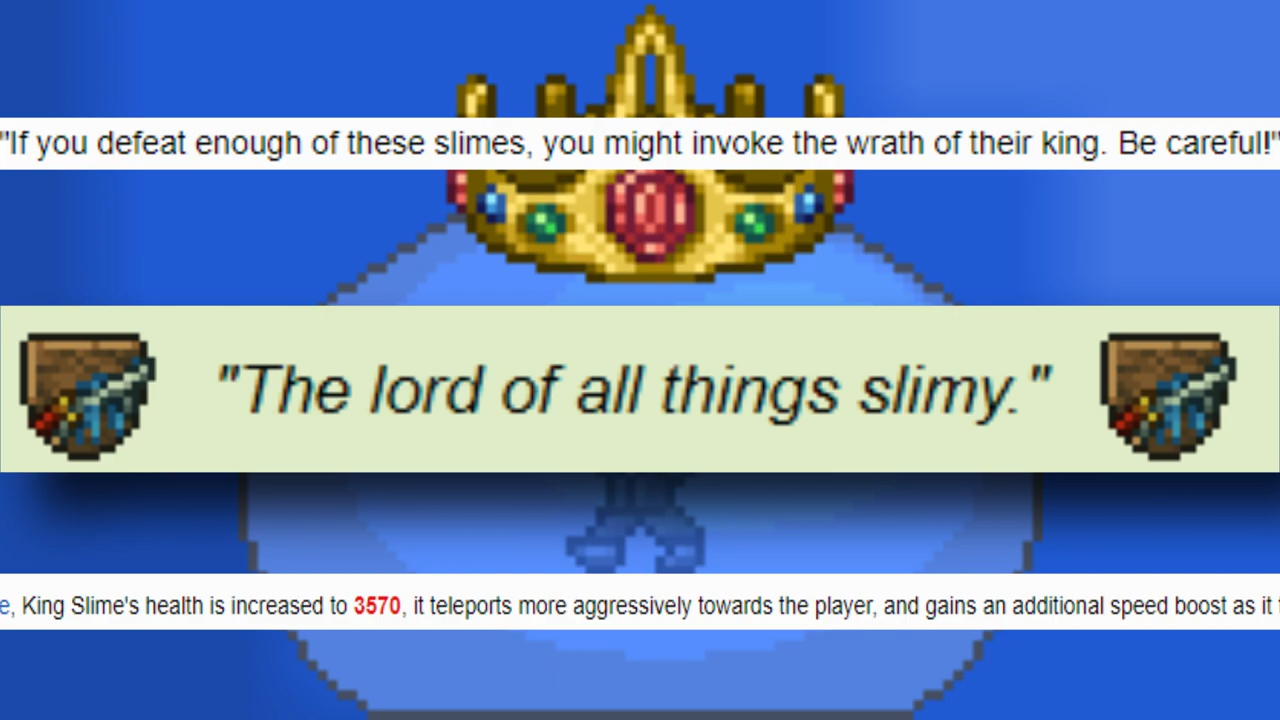 "If you defeat enough of these slimes, you might invoke the wrath of their king. Be careful!"
"The lord of all things slimy."
e, King Slime's health is increased to 3570, it teleports more aggressively towards the player, and gains an additional speed boost as it